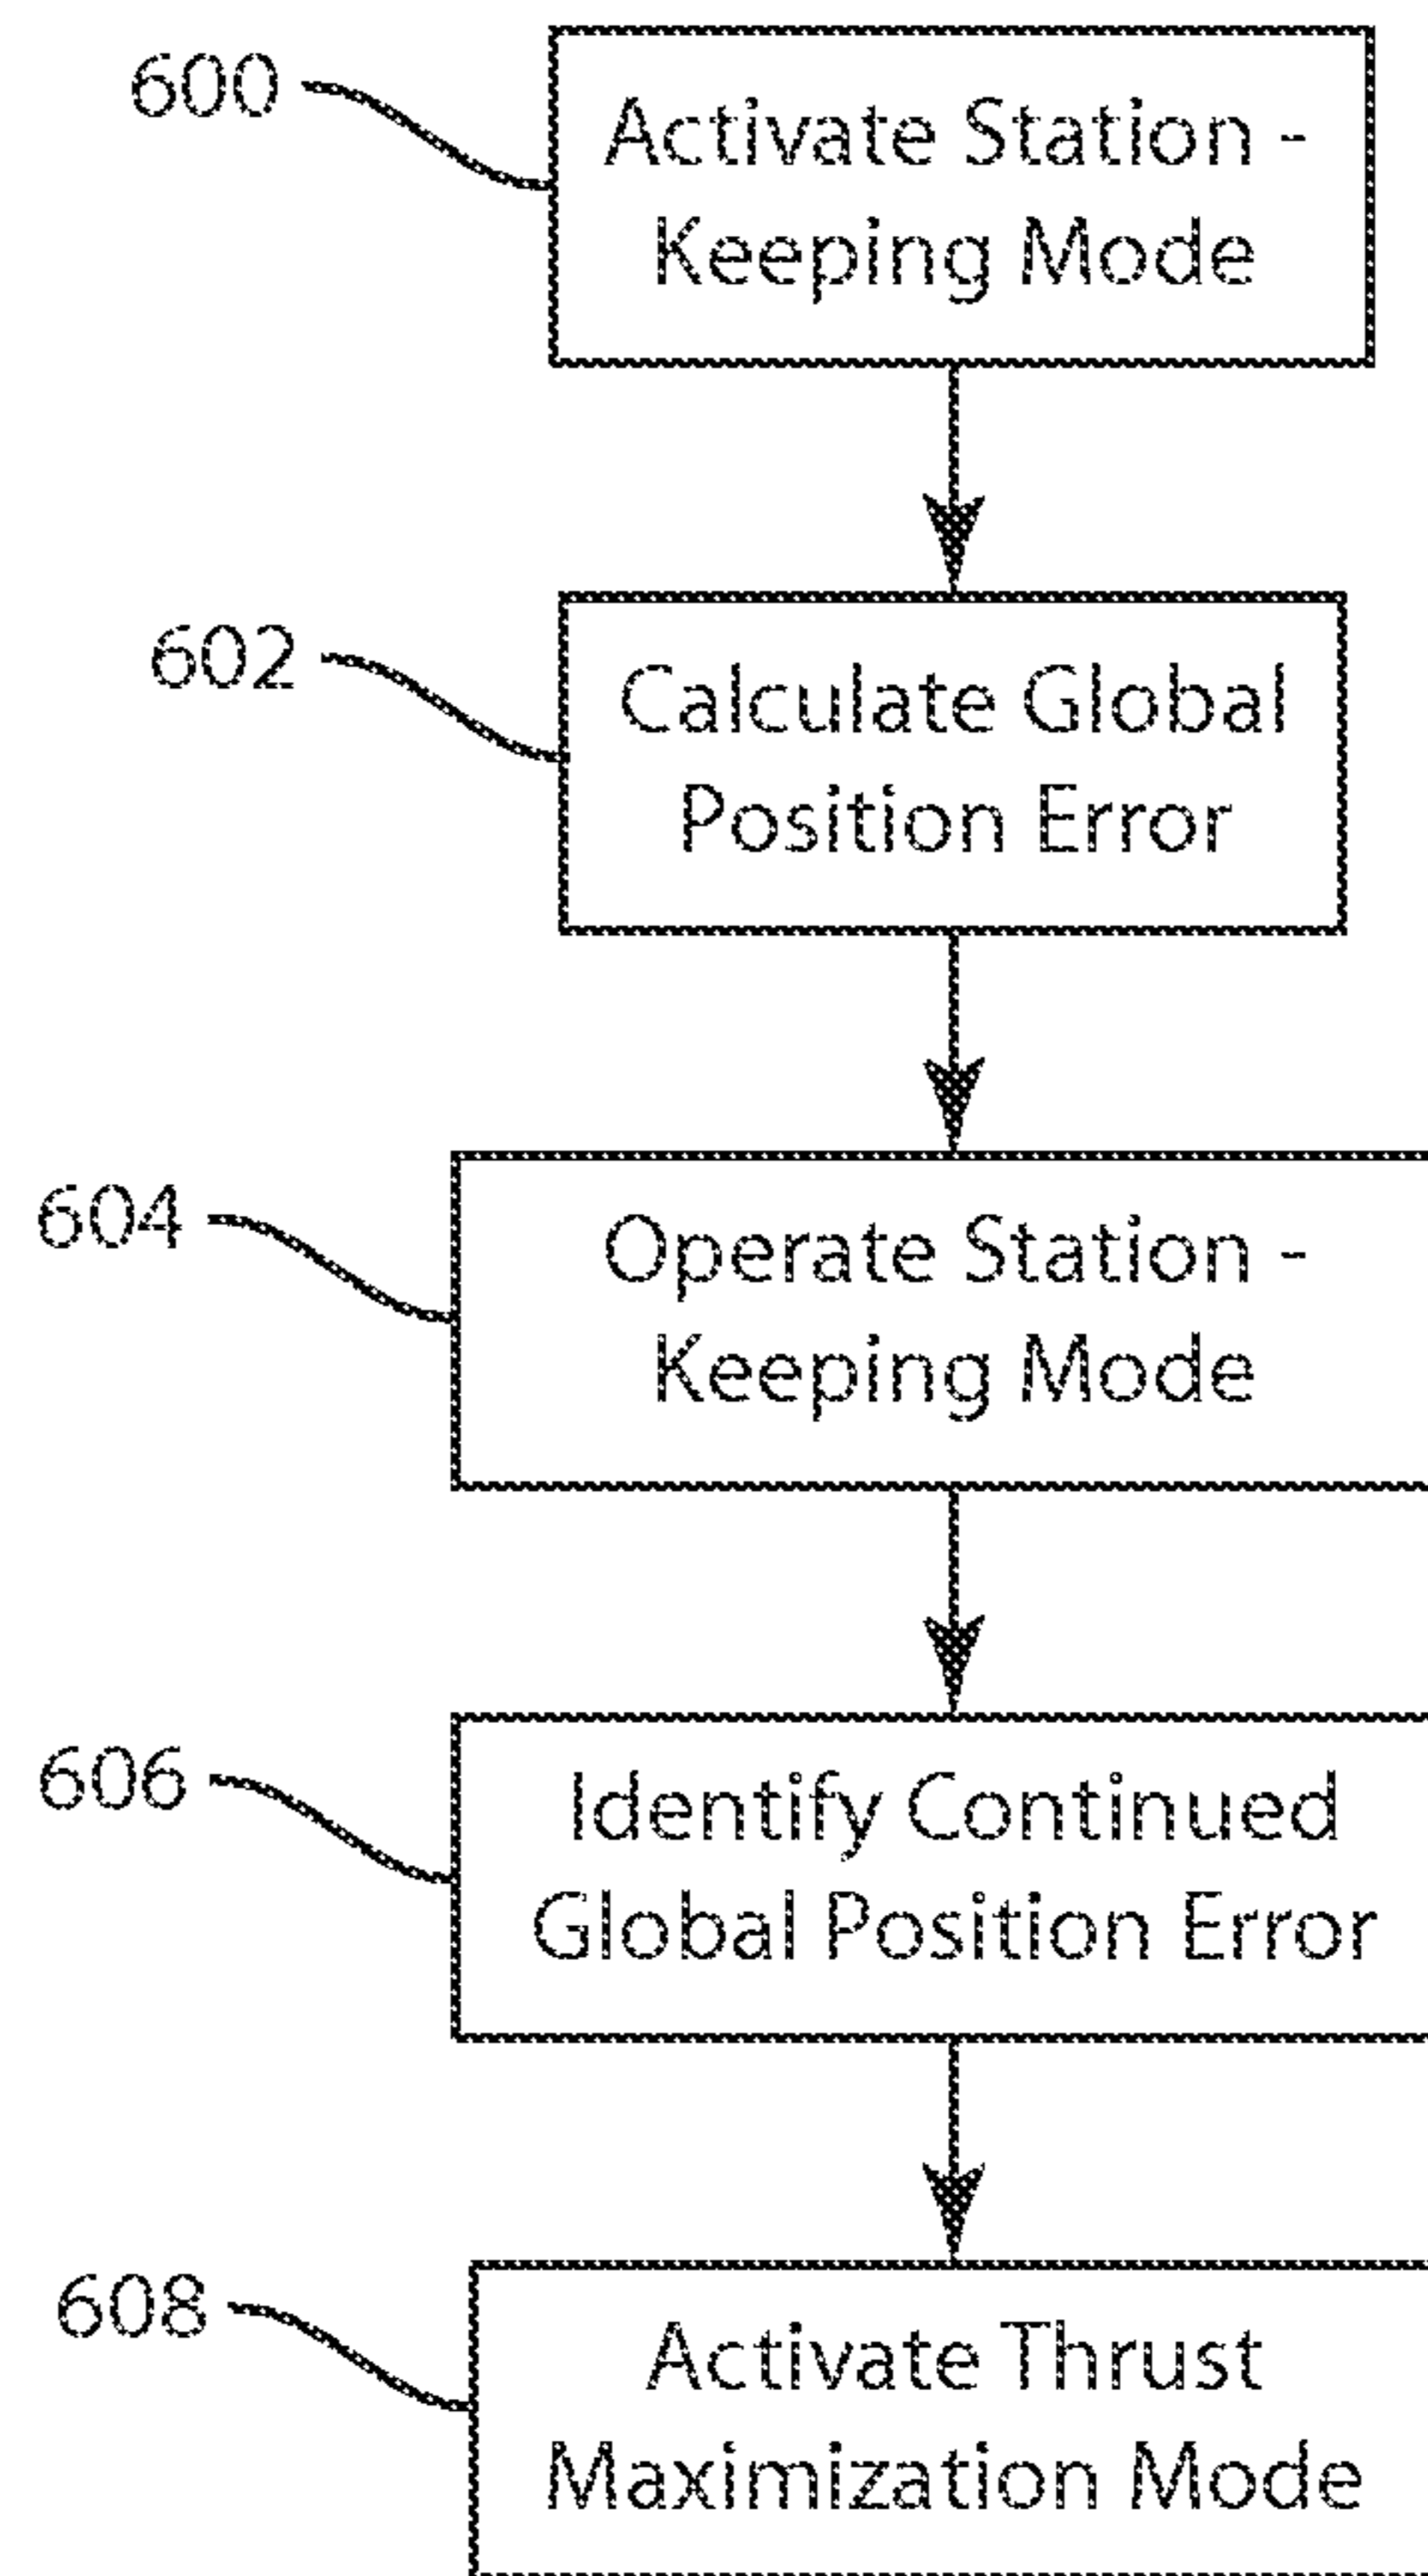 600
Activate Station -
Keeping Mode
602
Calculate Global
Position Error
604
Operate Station -
Keeping Mode
606
Identify Continued
Global Position Error
608
Activate Thrust
Maximization Mode